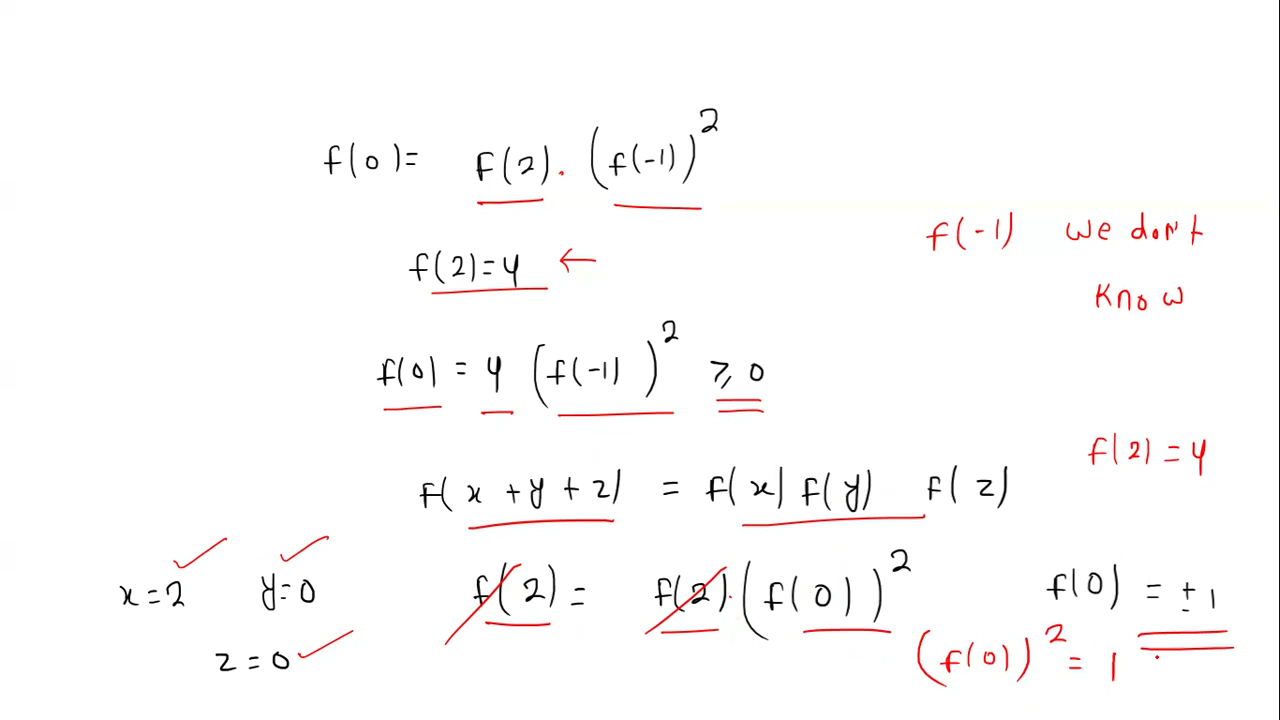 f(0)= f(2). (f(-1))²
f(-1) we don't
know
f(2)=4 ←
f(0) = 4 (f(-1))² ⩾ 0
f(2) = 4
f(x + y + z) = f(x) f(y) f(z)
x=2 y=0 f(2) = f(2).(f(0))² f(0) = ± 1
z=0 (f(0))² = 1